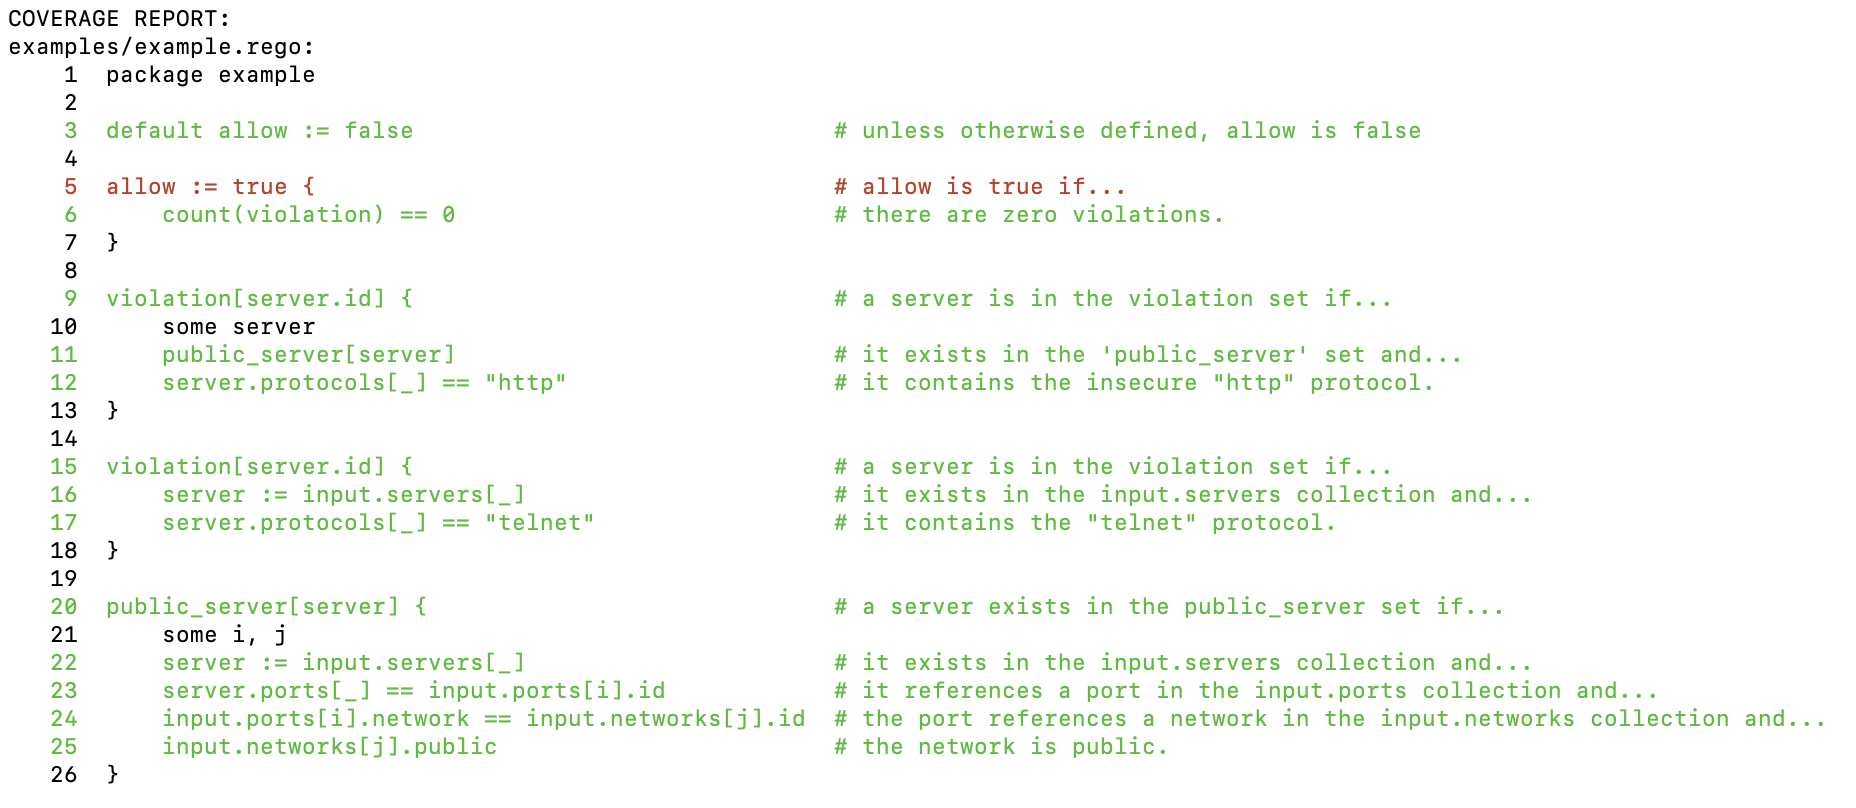 COVERAGE REPORT:
examples/example.rego:
1 package example
2
3 default allow := false # unless otherwise defined, allow is false
4
5 allow := true { # allow is true if...
6 count(violation) == 0 # there are zero violations.
7 }
8
9 violation[server.id] { # a server is in the violation set if...
10 some server
11 public_server[server] # it exists in the 'public_server' set and...
12 server.protocols[_] == "http" # it contains the insecure "http" protocol.
13 }
14
15 violation[server.id] { # a server is in the violation set if...
16 server := input.servers[_] # it exists in the input.servers collection and...
17 server.protocols[_] == "telnet" # it contains the "telnet" protocol.
18 }
19
20 public_server[server] { # a server exists in the public_server set if...
21 some i, j
22 server := input.servers[_] # it exists in the input.servers collection and...
23 server.ports[_] == input.ports[i].id # it references a port in the input.ports collection and...
24 input.ports[i].network == input.networks[j].id # the port references a network in the input.networks collection and...
25 input.networks[j].public # the network is public.
26 }